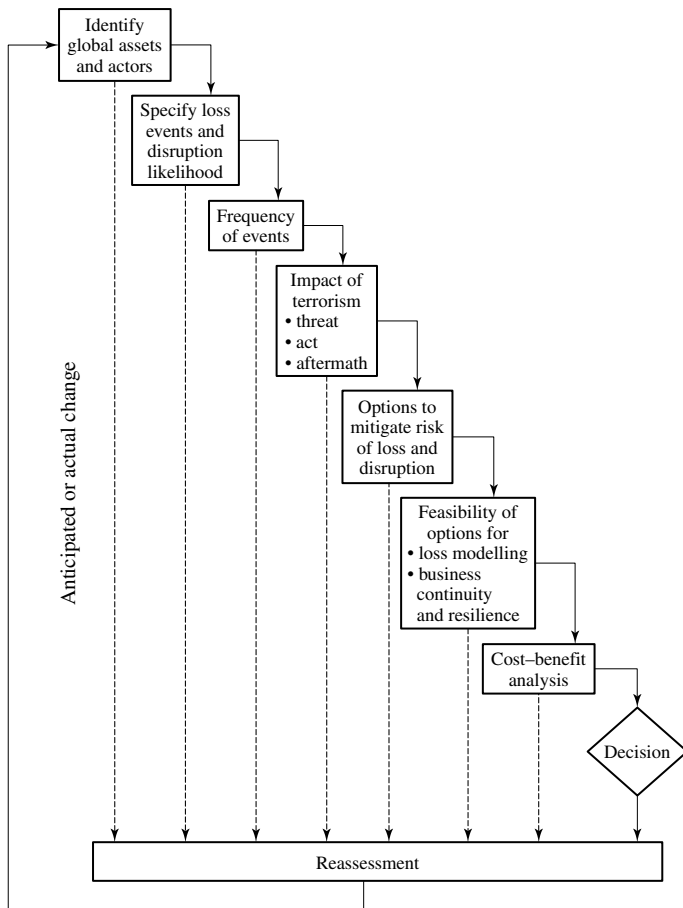 Identify
global assets
and actors
Specify loss
events and
disruption
likelihood
Frequency
of events
Impact of
terrorism
• threat
• act
• aftermath
Options to
mitigate risk
of loss and
disruption
Feasibility of
options for
• loss modelling
• business
continuity
and resilience
Cost–benefit
analysis
Decision
Anticipated or actual change
Reassessment